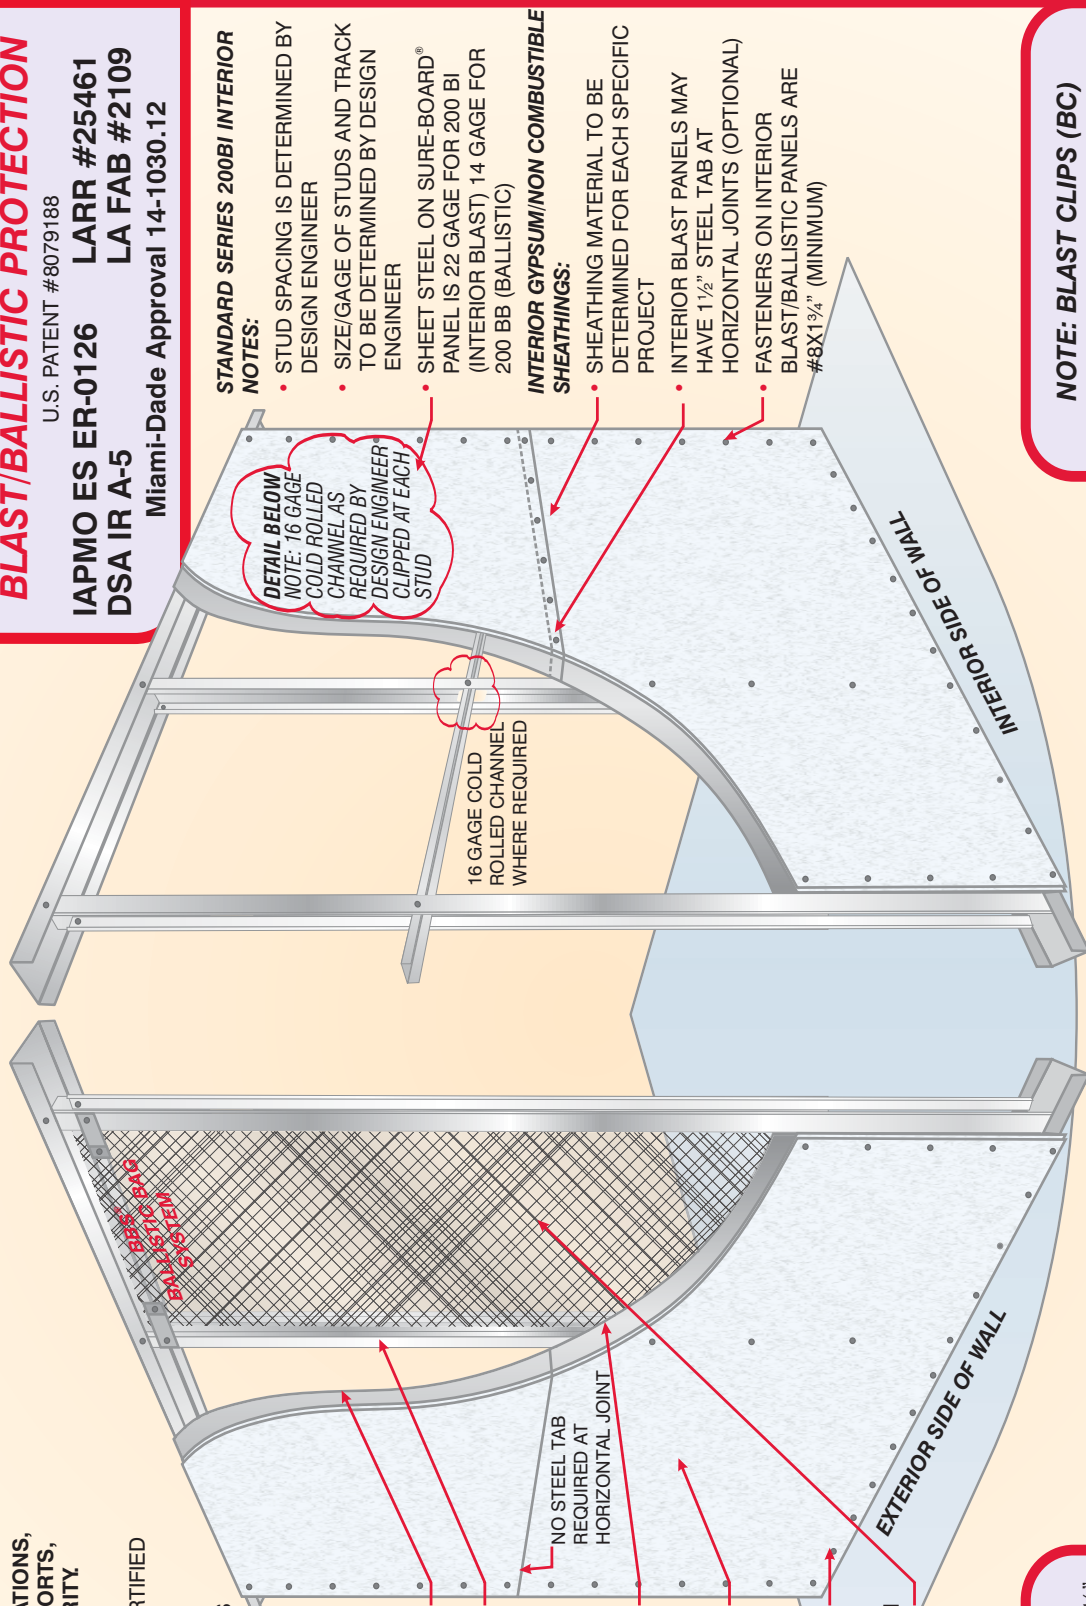 BLAST/BALLISTIC PROTECTION
U.S. PATENT #8079188
IAPMO ES ER-0126 LARR #25461
DSA IR A-5 LA FAB #2109
Miami-Dade Approval 14-1030.12
STANDARD SERIES 200BI INTERIOR
NOTES:
• STUD SPACING IS DETERMINED BY
DESIGN ENGINEER
• SIZE/GAGE OF STUDS AND TRACK
TO BE DETERMINED BY DESIGN
ENGINEER
• SHEET STEEL ON SURE-BOARD®
PANEL IS 22 GAGE FOR 200 BI
(INTERIOR BLAST) 14 GAGE FOR
200 BB (BALLISTIC)
INTERIOR GYPSUM/NON COMBUSTIBLE
SHEATHINGS:
• SHEATHING MATERIAL TO BE
DETERMINED FOR EACH SPECIFIC
PROJECT
• INTERIOR BLAST PANELS MAY
HAVE 1½" STEEL TAB AT
HORIZONTAL JOINTS (OPTIONAL)
• FASTENERS ON INTERIOR
BLAST/BALLISTIC PANELS ARE
#8X1¾" (MINIMUM)
DETAIL BELOW
NOTE: 16 GAGE
COLD ROLLED
CHANNEL AS
REQUIRED BY
DESIGN ENGINEER
CLIPPED AT EACH
STUD
16 GAGE COLD
ROLLED CHANNEL
WHERE REQUIRED
INTERIOR SIDE OF WALL
NOTE: BLAST CLIPS (BC)
BBS
BALLISTIC BAG
SYSTEM
NO STEEL TAB
REQUIRED AT
HORIZONTAL JOINT
EXTERIOR SIDE OF WALL
ATIONS,
ORTS,
RITY.
RTIFIED